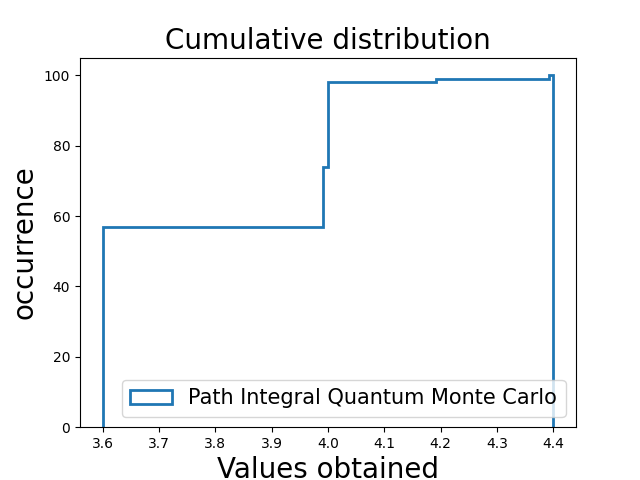 Cumulative distribution
occurrence
100
80
60
40
20
0
Path Integral Quantum Monte Carlo
3.6 3.7 3.8 3.9 4.0 4.1 4.2 4.3 4.4
Values obtained